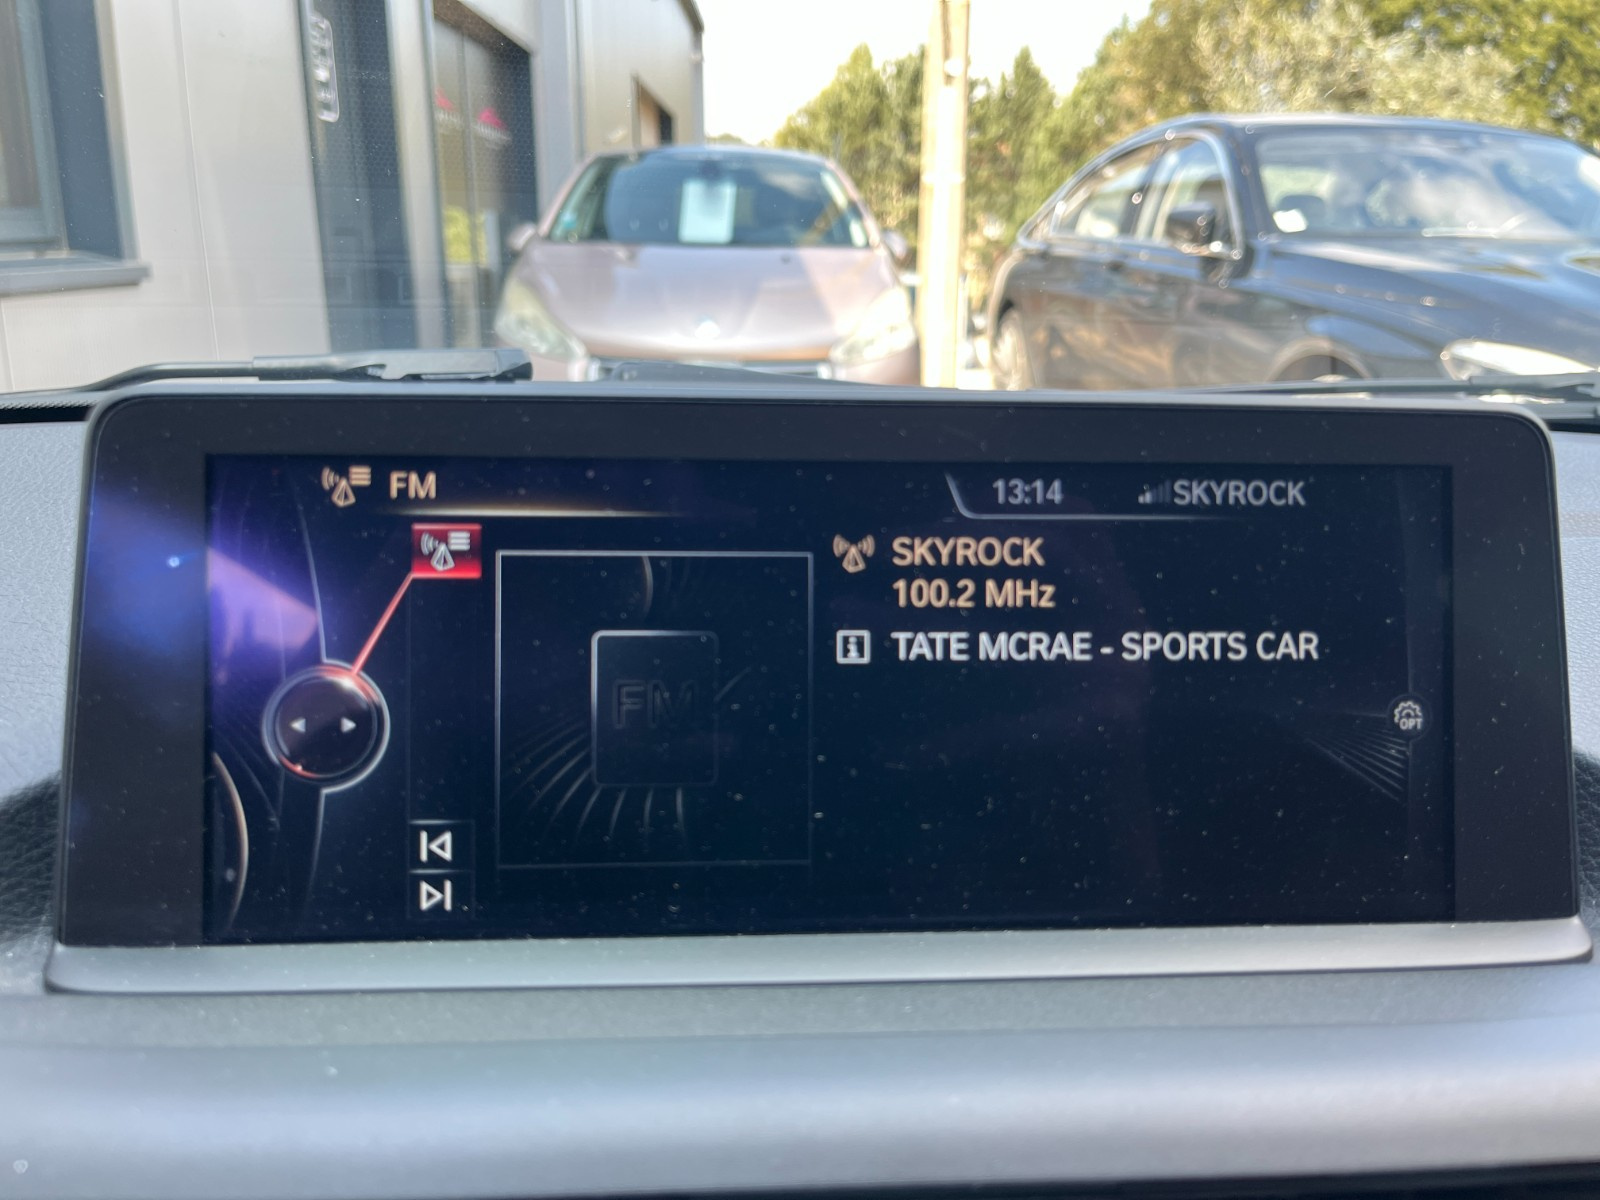 FM
13:14
SKYROCK
SKYROCK
100.2 MHz
TATE MCRAE - SPORTS CAR
FM
OPT